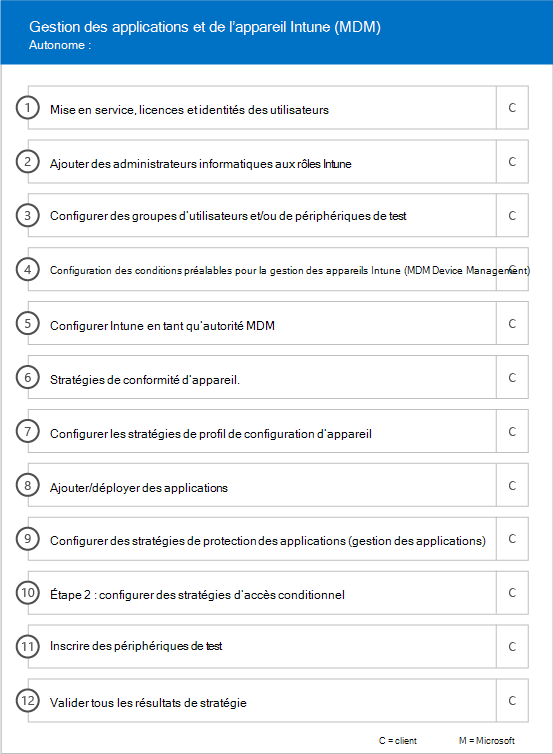 Gestion des applications et de l'appareil Intune (MDM)
Autonome :
1 Mise en service, licences et identités des utilisateurs C
2 Ajouter des administrateurs informatiques aux rôles Intune C
3 Configurer des groupes d'utilisateurs et/ou de périphériques de test C
4 Configuration des conditions préalables pour la gestion des appareils Intune (MDM Device Management) C
5 Configurer Intune en tant qu'autorité MDM C
6 Stratégies de conformité d'appareil. C
7 Configurer les stratégies de profil de configuration d'appareil C
8 Ajouter/déployer des applications C
9 Configurer des stratégies de protection des applications (gestion des applications) C
10 Étape 2 : configurer des stratégies d'accès conditionnel C
11 Inscrire des périphériques de test C
12 Valider tous les résultats de stratégie C
C = client M = Microsoft